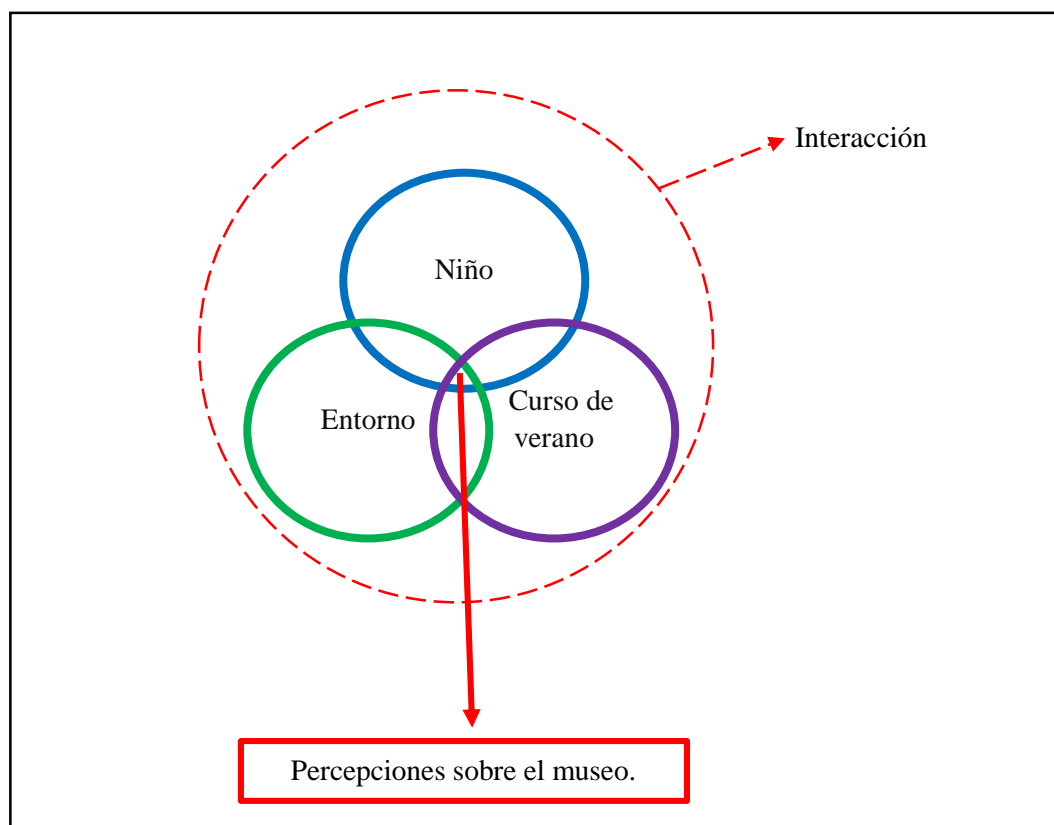 Interacción
Niño
Entorno
Curso de
verano
Percepciones sobre el museo.